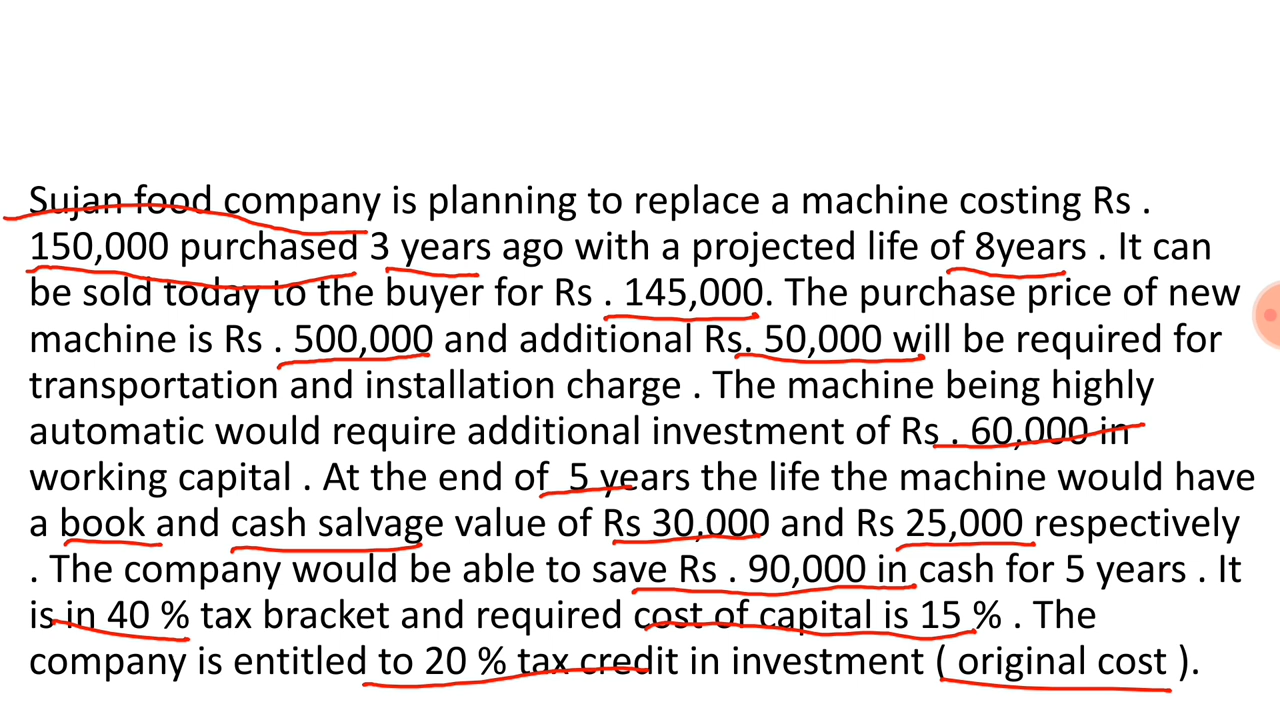 Sujan food company is planning to replace a machine costing Rs .
150,000 purchased 3 years ago with a projected life of 8years . It can
be sold today to the buyer for Rs . 145,000. The purchase price of new
machine is Rs . 500,000 and additional Rs. 50,000 will be required for
transportation and installation charge . The machine being highly
automatic would require additional investment of Rs . 60,000 in
working capital . At the end of  5 years the life the machine would have
a book and cash salvage value of Rs 30,000 and Rs 25,000 respectively
. The company would be able to save Rs . 90,000 in cash for 5 years . It
is in 40 % tax bracket and required cost of capital is 15 % . The
company is entitled to 20 % tax credit in investment ( original cost ).